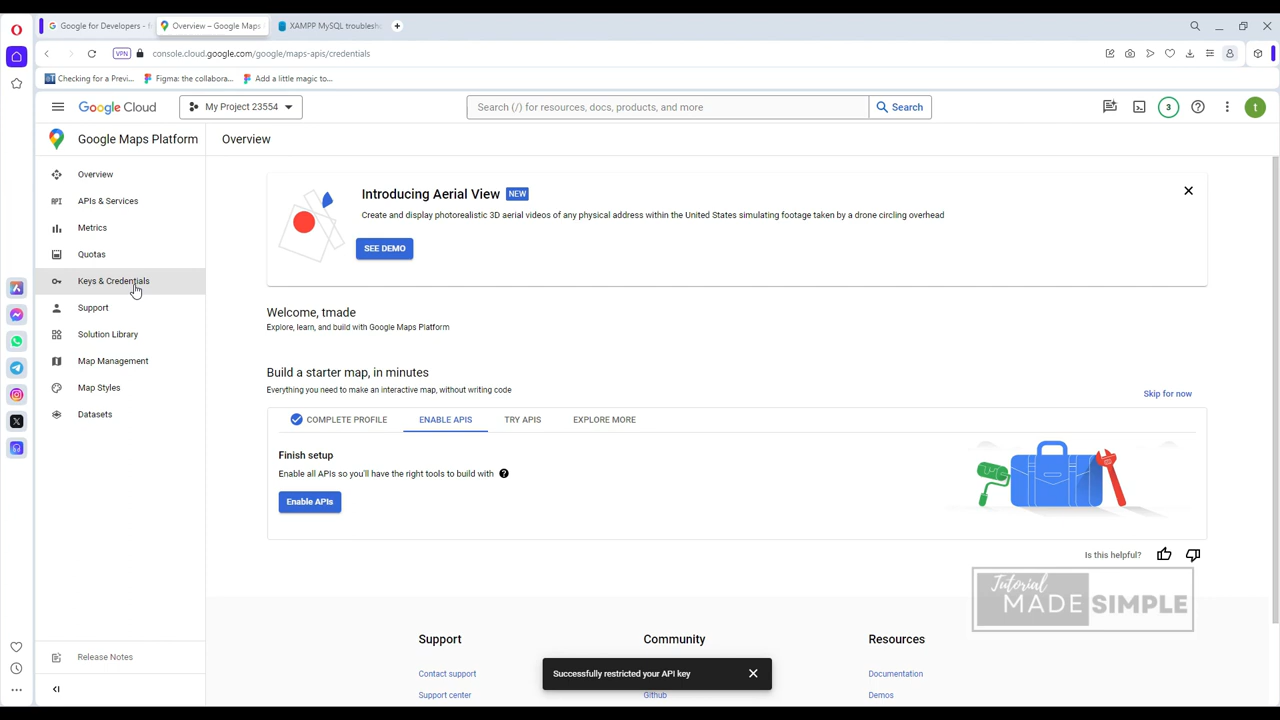 Google for Developers - f
Overview – Google Maps
XAMPP MySQL troublesh
VPN
console.cloud.google.com/google/maps-apis/credentials
Checking for a Previ...
Figma: the collabora...
Add a little magic to...
Google Cloud
My Project 23554
Search (/) for resources, docs, products, and more
Search
3
t
Google Maps Platform
Overview
Overview
API
APIs & Services
Metrics
Quotas
Keys & Credentials
Support
Solution Library
Map Management
Map Styles
Datasets
Release Notes
Introducing Aerial View
NEW
Create and display photorealistic 3D aerial videos of any physical address within the United States simulating footage taken by a drone circling overhead
SEE DEMO
Welcome, tmade
Explore, learn, and build with Google Maps Platform
Build a starter map, in minutes
Everything you need to make an interactive map, without writing code
Skip for now
COMPLETE PROFILE
ENABLE APIS
TRY APIS
EXPLORE MORE
Finish setup
Enable all APIs so you'll have the right tools to build with
Enable APIs
Is this helpful?
Tutorial
MADE SIMPLE
Support
Community
Resources
Contact support
Documentation
Support center
Github
Demos
Successfully restricted your API key